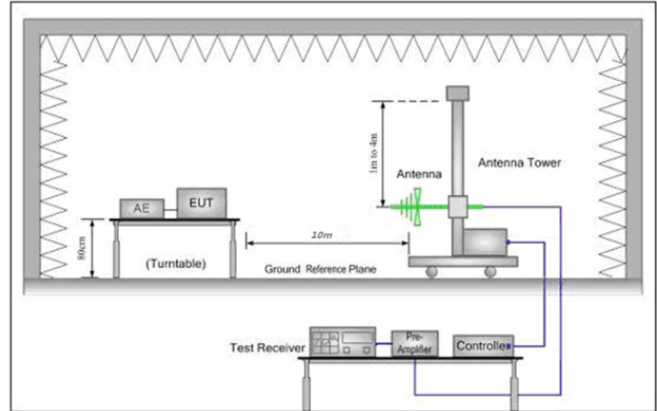 1m to 4m
Antenna
Antenna Tower
AE
EUT
80cm
(Turntable)
10m
Ground Reference Plane
Test Receiver
Pre-
Amplifier
Controller